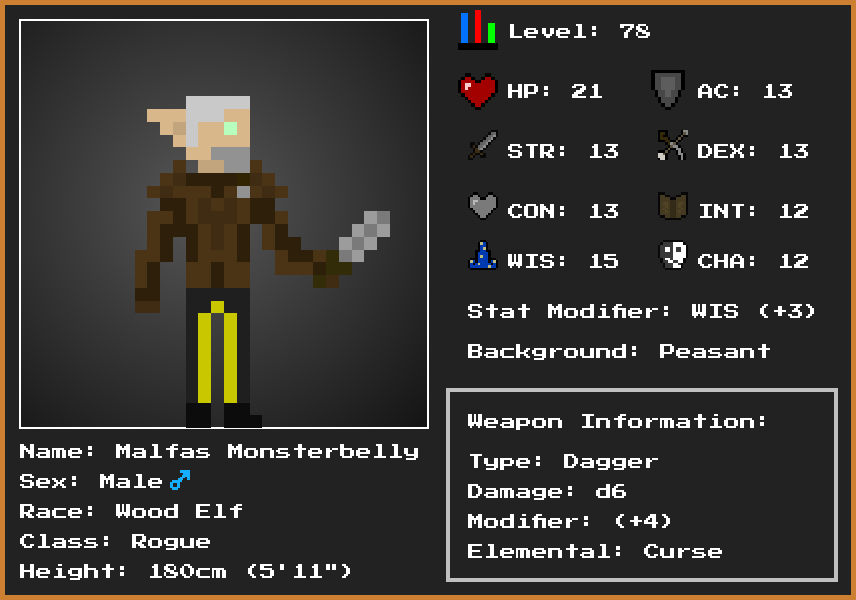 Level: 78
HP: 21 AC: 13
STR: 13 DEX: 13
CON: 13 INT: 12
WIS: 15 CHA: 12
Stat Modifier: WIS (+3)
Background: Peasant
Weapon Information:
Type: Dagger
Damage: d6
Modifier: (+4)
Elemental: Curse
Name: Malfas Monsterbelly
Sex: Male♂
Race: Wood Elf
Class: Rogue
Height: 180cm (5'11")